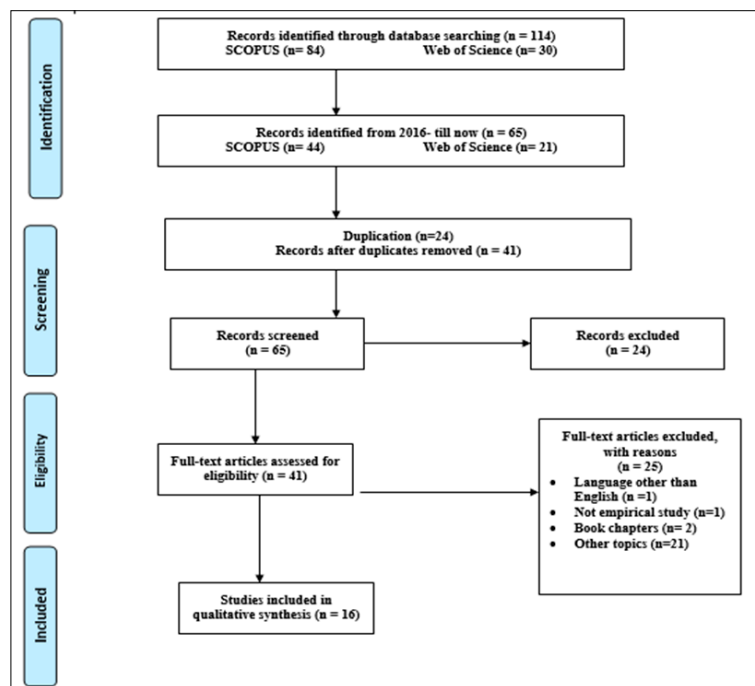 Identification
Records identified through database searching (n = 114)
SCOPUS (n= 84) Web of Science (n= 30)
Records identified from 2016- till now (n = 65)
SCOPUS (n= 44) Web of Science (n= 21)
Screening
Duplication (n=24)
Records after duplicates removed (n = 41)
Records screened
(n = 65)
Records excluded
(n = 24)
Eligibility
Full-text articles assessed for
eligibility (n = 41)
Full-text articles excluded,
with reasons
(n = 25)
• Language other than
English (n =1)
• Not empirical study (n=1)
• Book chapters (n= 2)
• Other topics (n=21)
Included
Studies included in
qualitative synthesis (n = 16)